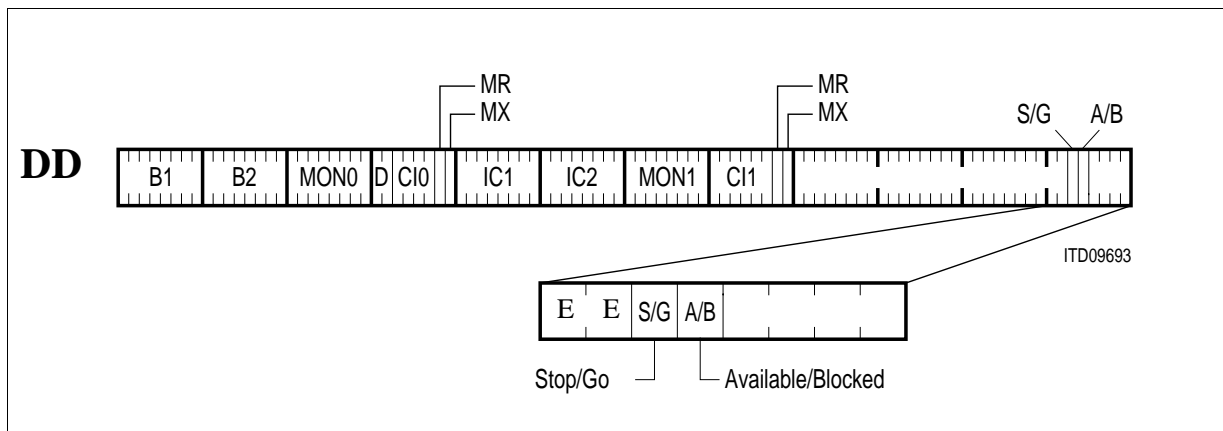 MR
MX
MR
MX
S/G A/B
DD
B1 B2 MON0 D CI0 IC1 IC2 MON1 CI1
ITD09693
E E S/G A/B
Stop/Go Available/Blocked